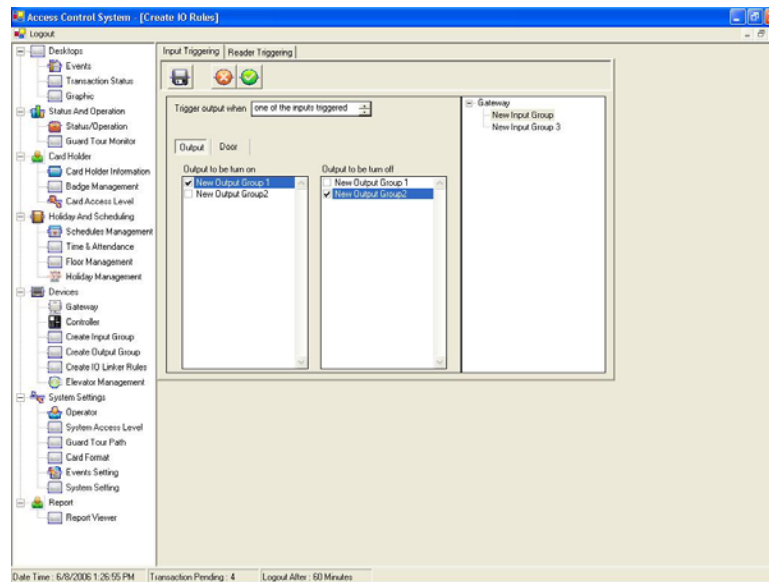 Access Control System - [Create IO Rules]
Logout
Desktops
Events
Transaction Status
Graphic
Status And Operation
Status/Operation
Guard Tour Monitor
Card Holder
Card Holder Information
Badge Management
Card Access Level
Holiday And Scheduling
Schedules Management
Time & Attendance
Floor Management
Holiday Management
Devices
Gateway
Controller
Create Input Group
Create Output Group
Create IO Linker Rules
Elevator Management
System Settings
Operator
System Access Level
Guard Tour Path
Card Format
Events Setting
System Setting
Report
Report Viewer
Input Triggering
Reader Triggering
Trigger output when one of the inputs triggered
Output
Door
Output to be turn on
New Output Group 1
New Output Group2
Output to be turn off
New Output Group 1
New Output Group2
Gateway
New Input Group
New Input Group 3
Date Time : 6/8/2006 1:26:55 PM
Transaction Pending : 4
Logout After : 60 Minutes